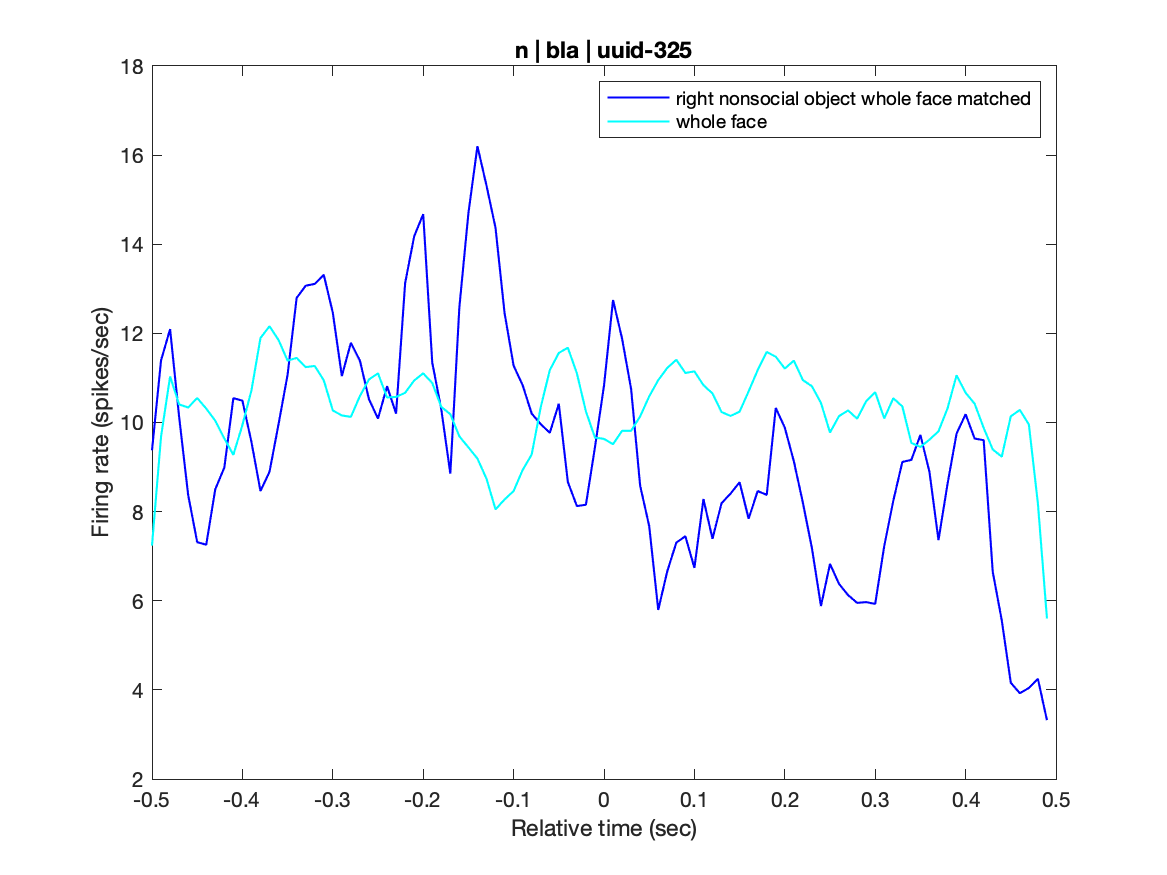 n | bla | uuid-325
18
right nonsocial object whole face matched
whole face
16
14
12
10
8
6
4
2
Firing rate (spikes/sec)
-0.5 -0.4 -0.3 -0.2 -0.1 0 0.1 0.2 0.3 0.4 0.5
Relative time (sec)